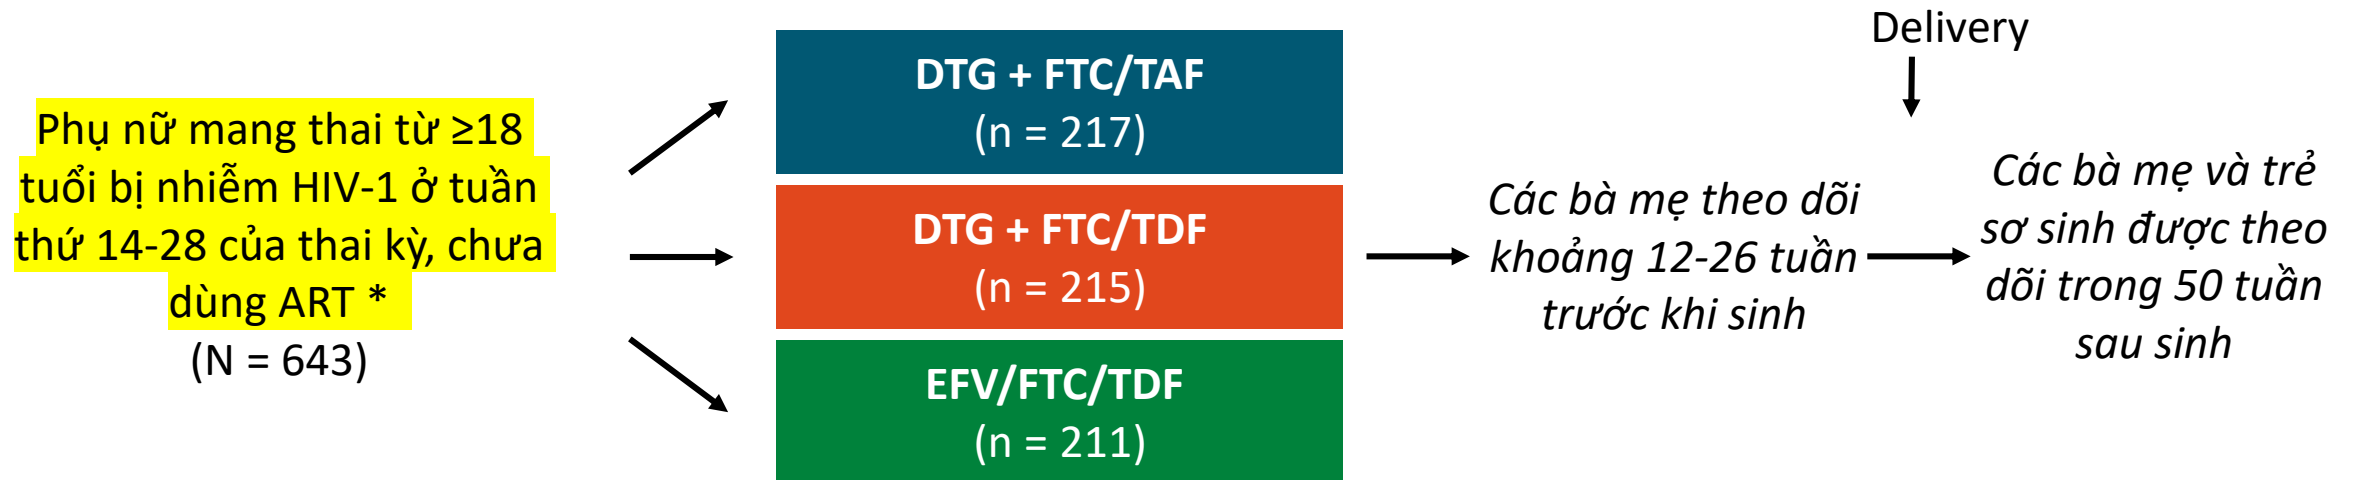 Phụ nữ mang thai từ ≥18
tuổi bị nhiễm HIV-1 ở tuần
thứ 14-28 của thai kỳ, chưa
dùng ART *
(N = 643)
DTG + FTC/TAF
(n = 217)
DTG + FTC/TDF
(n = 215)
EFV/FTC/TDF
(n = 211)
Các bà mẹ theo dõi
khoảng 12-26 tuần
trước khi sinh
Delivery
Các bà mẹ và trẻ
sơ sinh được theo
dõi trong 50 tuần
sau sinh